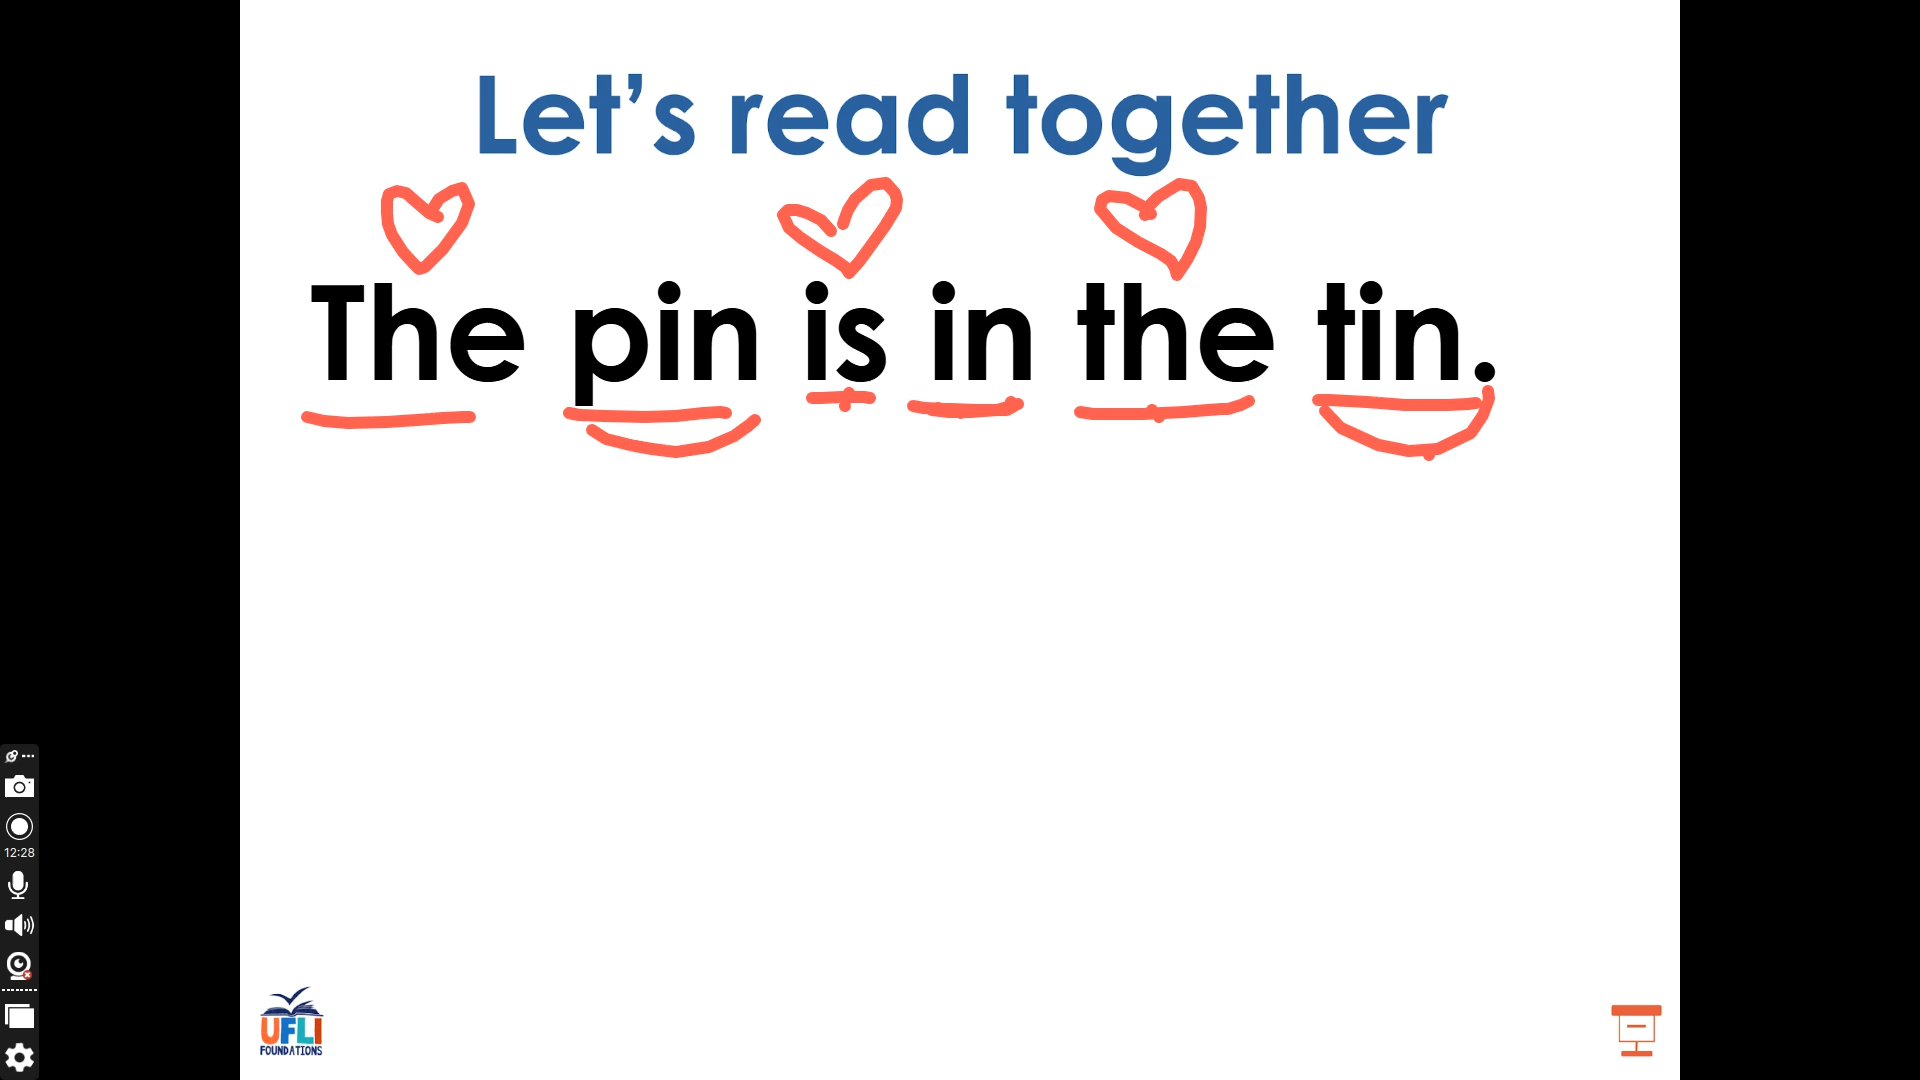 Let’s read together
The pin is in the tin.
12:28
UFLI
FOUNDATIONS